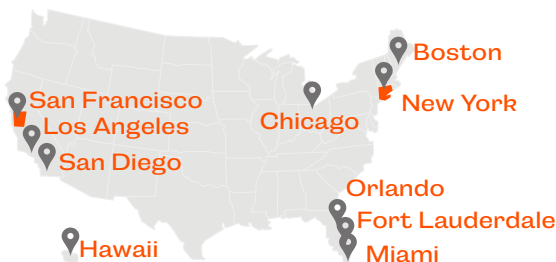 Boston
San Francisco
New York
Los Angeles
Chicago
San Diego
Orlando
Fort Lauderdale
Hawaii
Miami